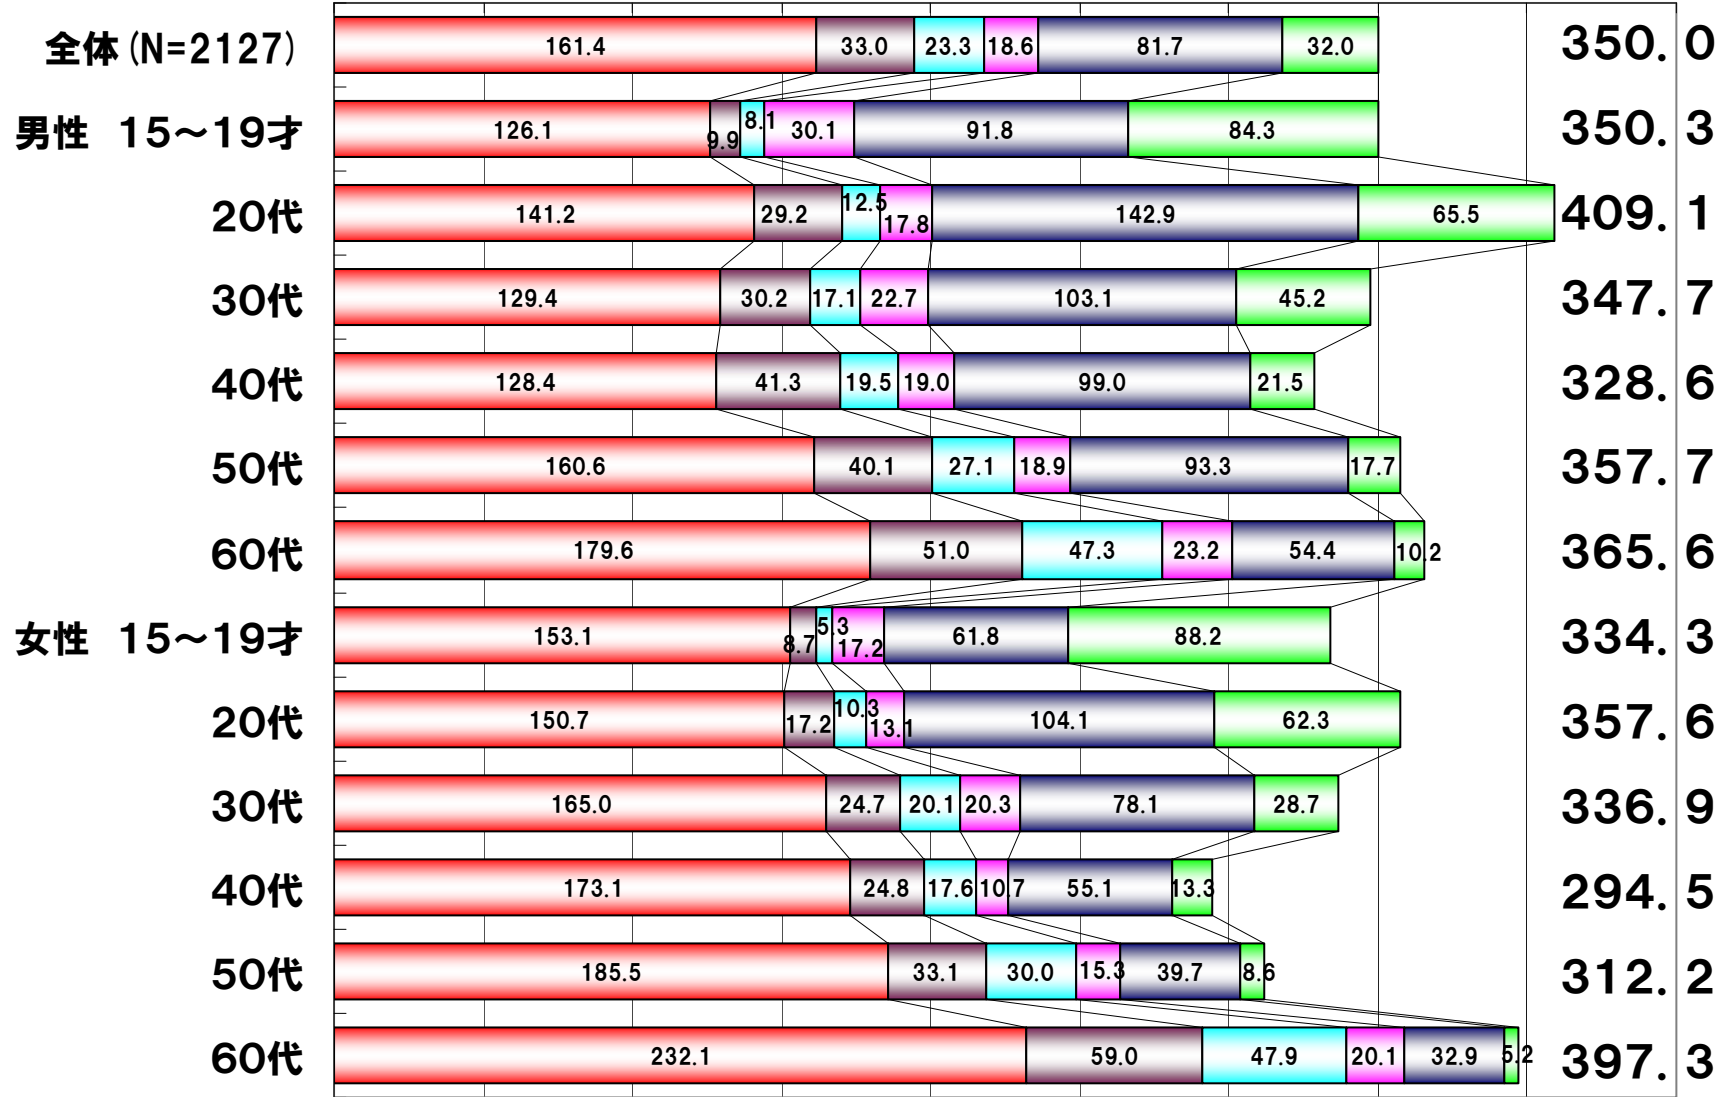 全体(N=2127) 161.4 33.0 23.3 18.6 81.7 32.0 350.0
男性 15～19才 126.1 9.9 8.1 30.1 91.8 84.3 350.3
20代 141.2 29.2 12.5 17.8 142.9 65.5 409.1
30代 129.4 30.2 17.1 22.7 103.1 45.2 347.7
40代 128.4 41.3 19.5 19.0 99.0 21.5 328.6
50代 160.6 40.1 27.1 18.9 93.3 17.7 357.7
60代 179.6 51.0 47.3 23.2 54.4 10.2 365.6
女性 15～19才 153.1 8.7 5.3 17.2 61.8 88.2 334.3
20代 150.7 17.2 10.3 13.1 104.1 62.3 357.6
30代 165.0 24.7 20.1 20.3 78.1 28.7 336.9
40代 173.1 24.8 17.6 10.7 55.1 13.3 294.5
50代 185.5 33.1 30.0 15.3 39.7 8.6 312.2
60代 232.1 59.0 47.9 20.1 32.9 5.2 397.3